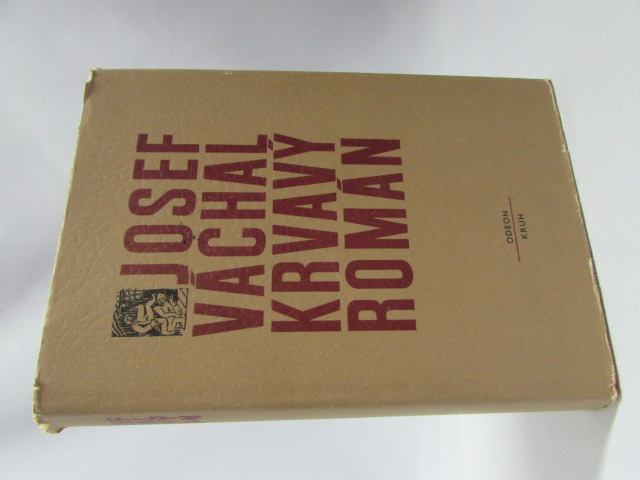 JOSEF
VÁCHAL
KRVAVÝ
ROMÁN
ODEON
KRUH